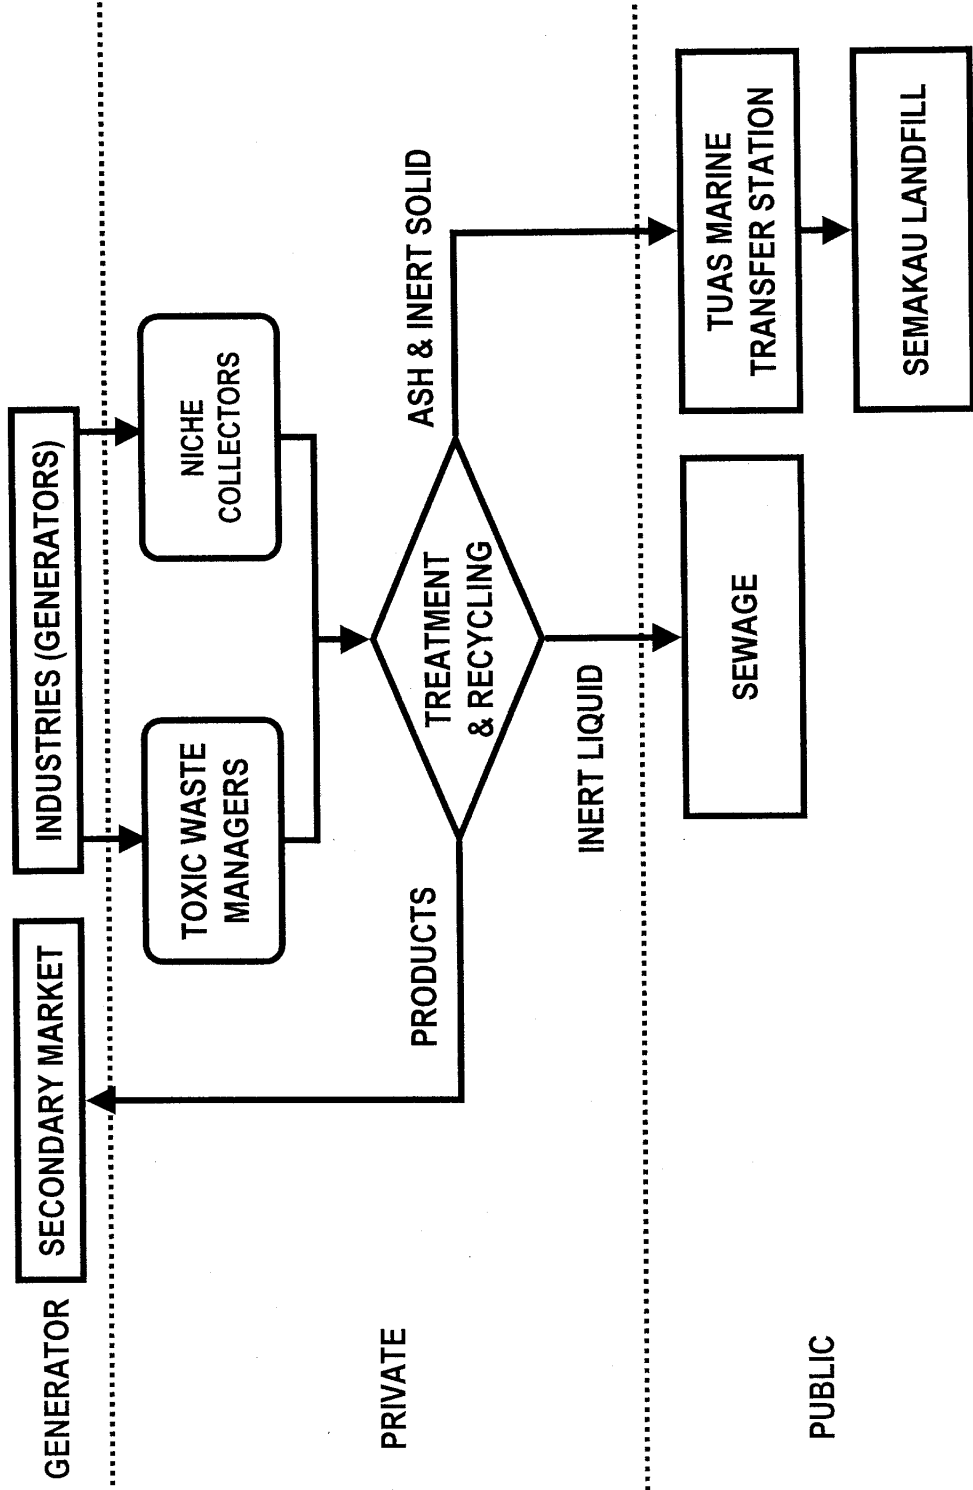 GENERATOR
SECONDARY MARKET
INDUSTRIES (GENERATORS)
TOXIC WASTE
MANAGERS
NICHE
COLLECTORS
PRIVATE
PRODUCTS
TREATMENT
& RECYCLING
ASH & INERT SOLID
INERT LIQUID
PUBLIC
SEWAGE
TUAS MARINE
TRANSFER STATION
SEMAKAU LANDFILL